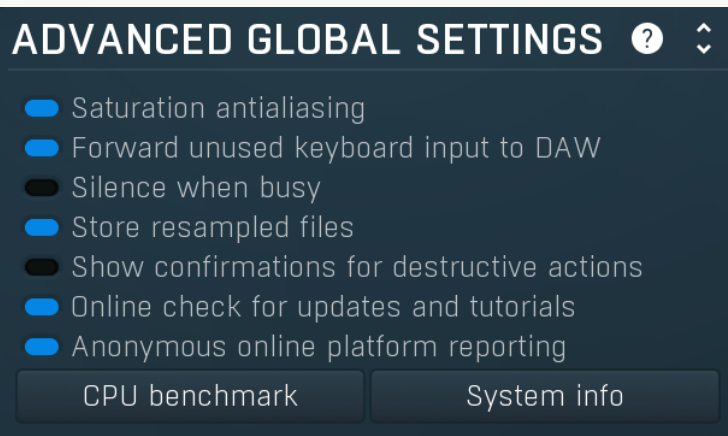 ADVANCED GLOBAL SETTINGS ?
Saturation antialiasing
Forward unused keyboard input to DAW
Silence when busy
Store resampled files
Show confirmations for destructive actions
Online check for updates and tutorials
Anonymous online platform reporting
CPU benchmark System info